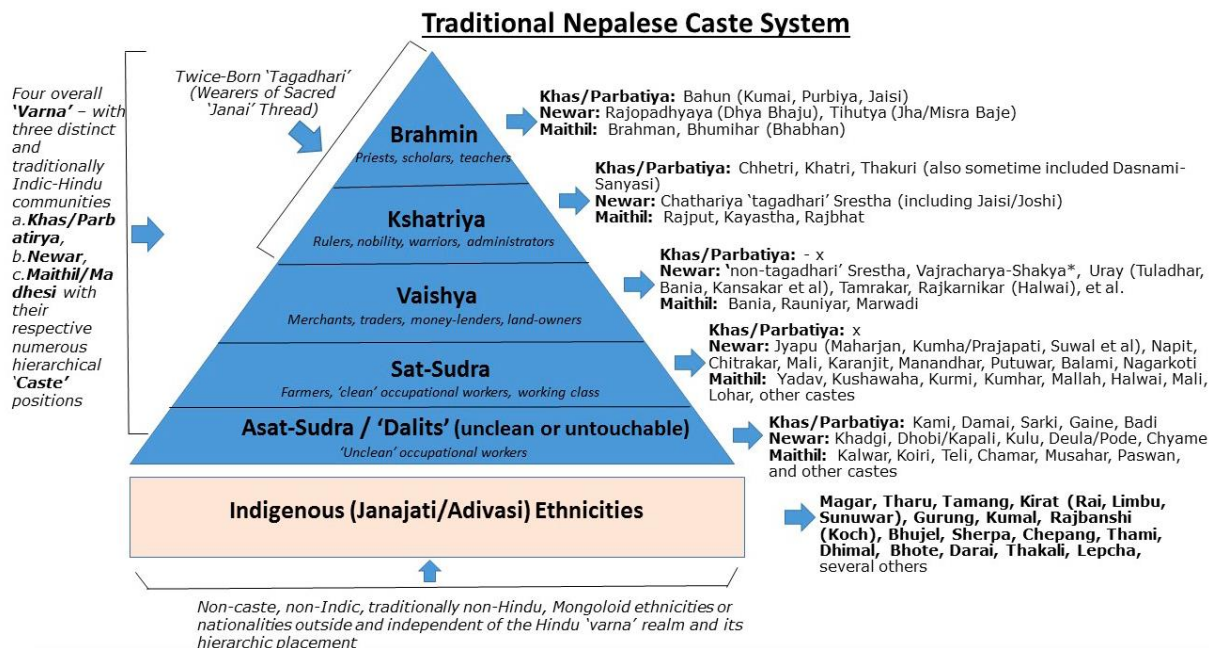 Traditional Nepalese Caste System
Four overall
‘Varna’ – with
three distinct
and
traditionally
Indic-Hindu
communities
a.Khas/Parb
atirya,
b.Newar,
c.Maithil/Ma
dhesi with
their
respective
numerous
hierarchical
‘Caste’
positions
Twice-Born ‘Tagadhari’
(Wearers of Sacred
‘Janai’ Thread)
Brahmin
Priests, scholars, teachers
Khas/Parbatiya: Bahun (Kumai, Purbiya, Jaisi)
Newar: Rajopadhyaya (Dhya Bhaju), Tihutya (Jha/Misra Baje)
Maithil: Brahman, Bhumihar (Bhabhan)
Kshatriya
Rulers, nobility, warriors, administrators
Khas/Parbatiya: Chhetri, Khatri, Thakuri (also sometime included Dasnami-
Sanyasi)
Newar: Chathariya ‘tagadhari’ Srestha (including Jaisi/Joshi)
Maithil: Rajput, Kayastha, Rajbhat
Vaishya
Merchants, traders, money-lenders, land-owners
Khas/Parbatiya: - x
Newar: ‘non-tagadhari’ Srestha, Vajracharya-Shakya*, Uray (Tuladhar,
Bania, Kansakar et al), Tamrakar, Rajkarnikar (Halwai), et al.
Maithil: Bania, Rauniyar, Marwadi
Sat-Sudra
Farmers, ‘clean’ occupational workers, working class
Khas/Parbatiya: x
Newar: Jyapu (Maharjan, Kumha/Prajapati, Suwal et al), Napit,
Chitrakar, Mali, Karanjit, Manandhar, Putuwar, Balami, Nagarkoti
Maithil: Yadav, Kushawaha, Kurmi, Kumhar, Mallah, Halwai, Mali,
Lohar, other castes
Asat-Sudra / ‘Dalits’ (unclean or untouchable)
‘Unclean’ occupational workers
Khas/Parbatiya: Kami, Damai, Sarki, Gaine, Badi
Newar: Khadgi, Dhobi/Kapali, Kulu, Deula/Pode, Chyame
Maithil: Kalwar, Koiri, Teli, Chamar, Musahar, Paswan,
and other castes
Indigenous (Janajati/Adivasi) Ethnicities
Magar, Tharu, Tamang, Kirat (Rai, Limbu,
Sunuwar), Gurung, Kumal, Rajbanshi
(Koch), Bhujel, Sherpa, Chepang, Thami,
Dhimal, Bhote, Darai, Thakali, Lepcha,
several others
Non-caste, non-Indic, traditionally non-Hindu, Mongoloid ethnicities or
nationalities outside and independent of the Hindu ‘varna’ realm and its
hierarchic placement